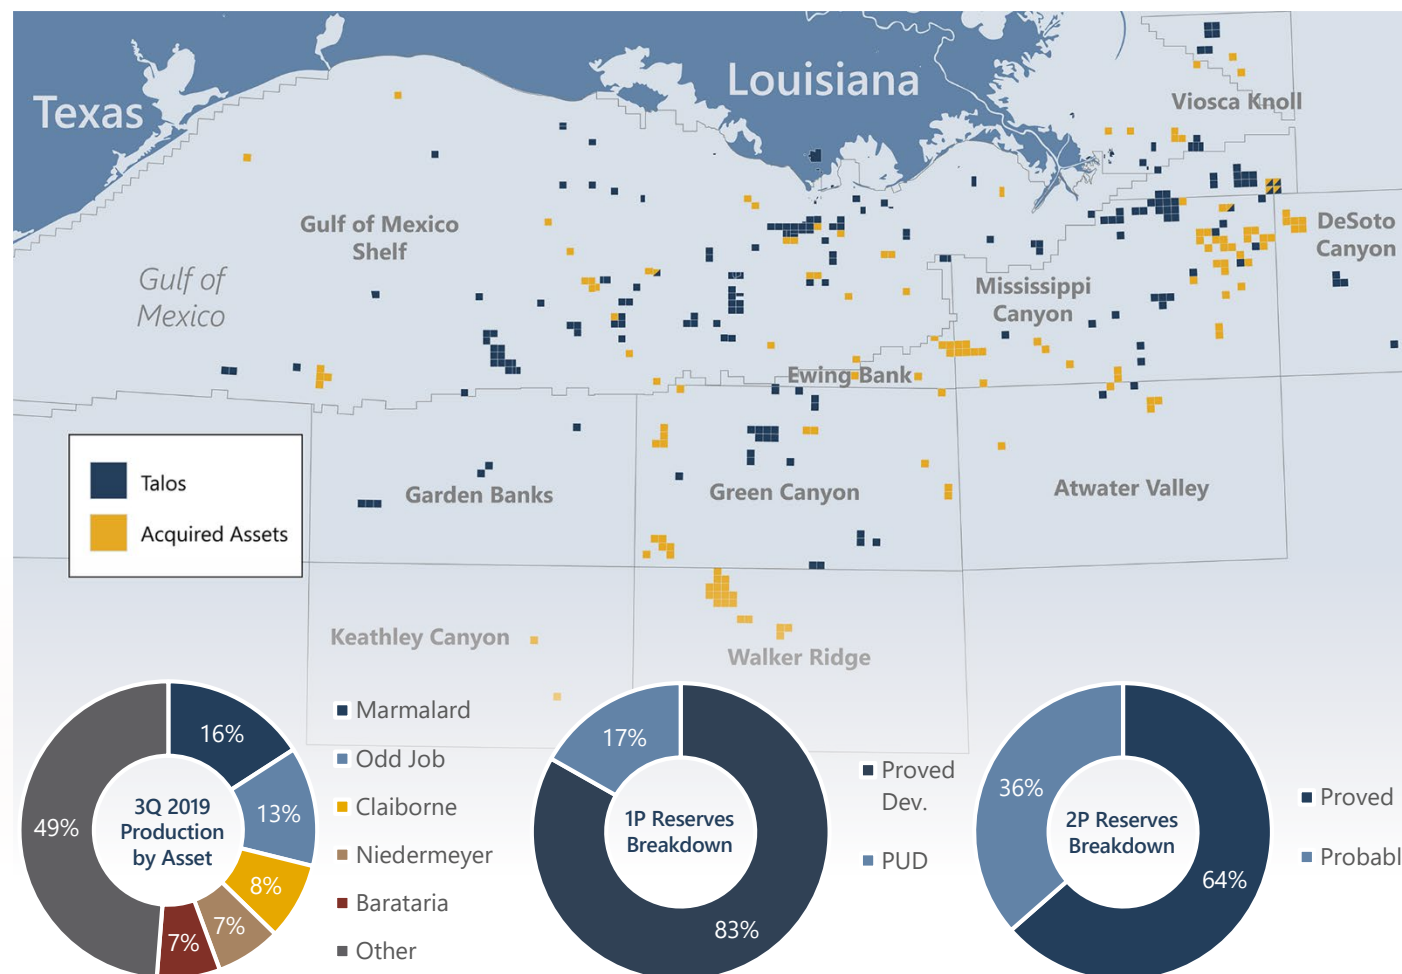 Texas
Louisiana
Viosca Knoll
Gulf of Mexico
Shelf
DeSoto
Canyon
Gulf of
Mexico
Mississippi
Canyon
Ewing Bank
Talos
Acquired Assets
Garden Banks
Green Canyon
Atwater Valley
Keathley Canyon
Walker Ridge
16%
13%
8%
7%
7%
49%
3Q 2019
Production
by Asset
Marmalard
Odd Job
Claiborne
Niedermeyer
Barataria
Other
17%
83%
1P Reserves
Breakdown
Proved
Dev.
PUD
36%
64%
2P Reserves
Breakdown
Proved
Probabl